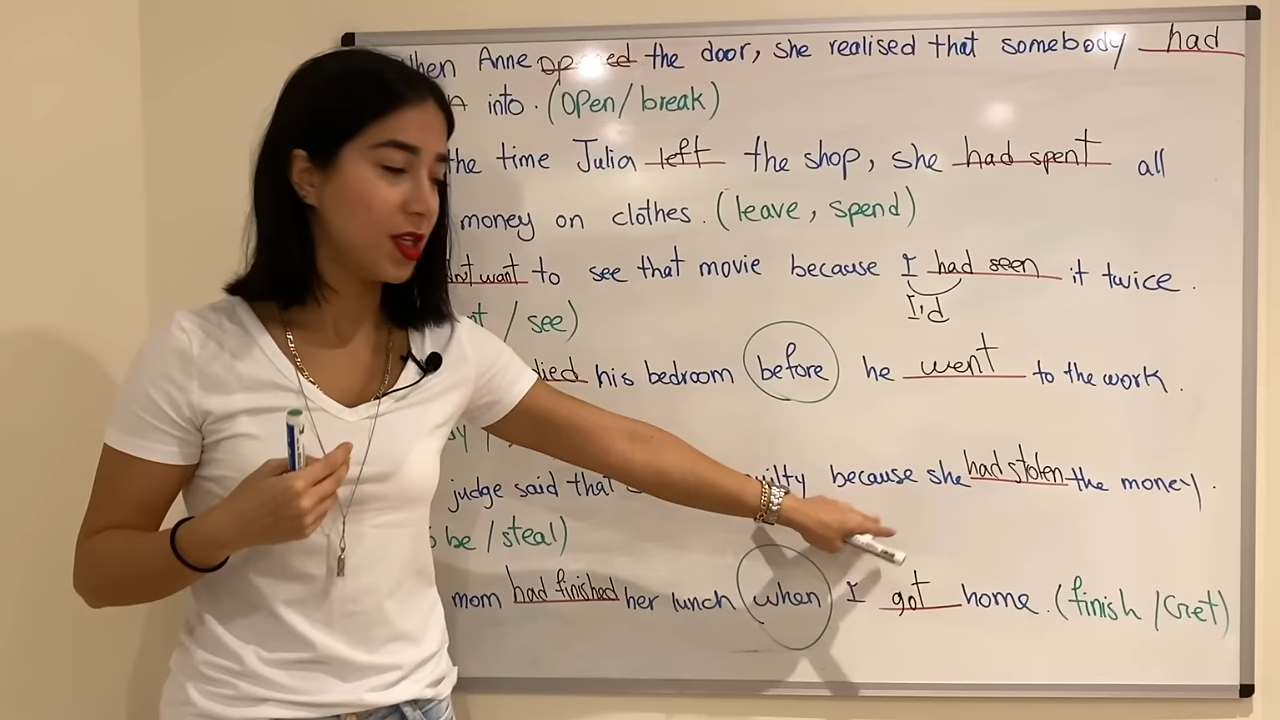 Anne opened the door, she realised that somebody had
into. (open/break)
the time Julia left the shop, she had spent all
money on clothes. (leave, spend)
want to see that movie because I had seen it twice.
I'd
/ see)
his bedroom before he went to the work.
judge said that because she had stolen the money.
be/steal)
mom had finished her lunch when I got home. (finish/Get)